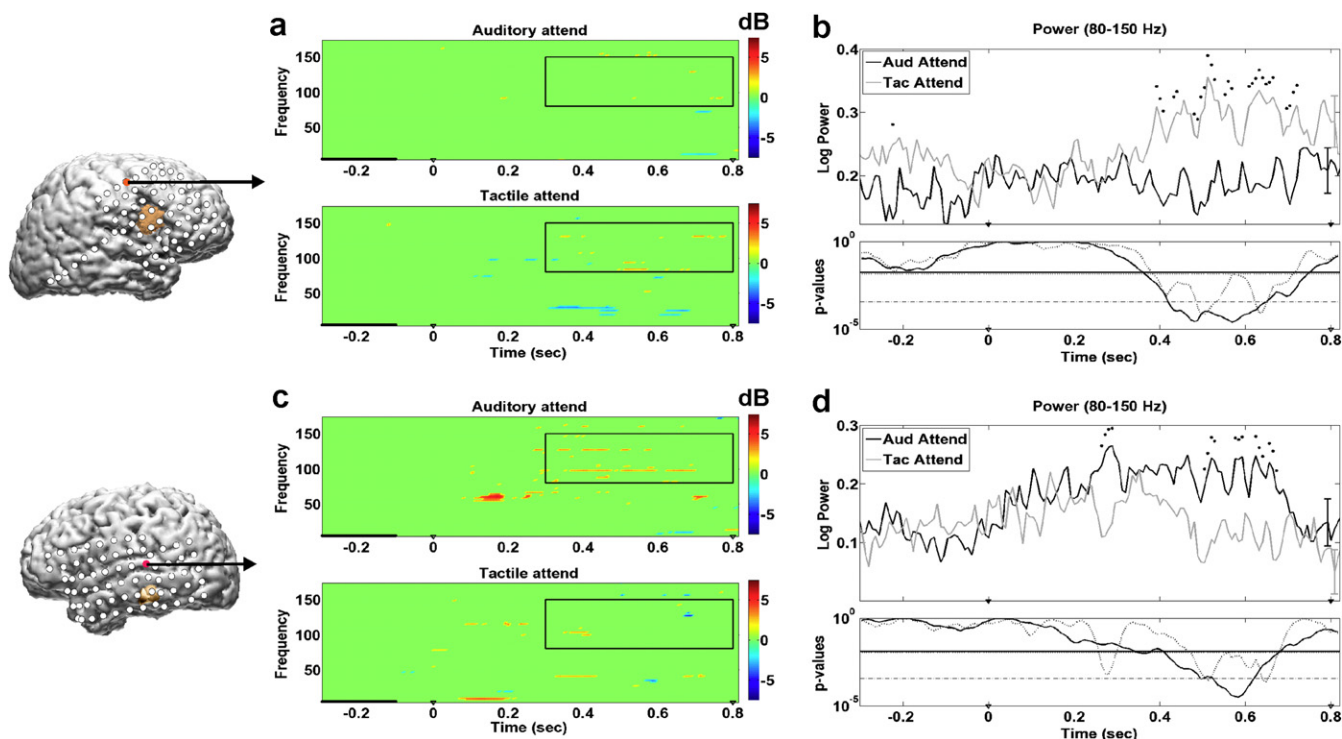 a
Auditory attend
dB
Frequency
150
100
50
5
0
-5
Tactile attend
Frequency
150
100
50
5
0
-5
-0.2 0 0.2 0.4 0.6 0.8
Time (sec)
b
Power (80-150 Hz)
Log Power
0.4
0.3
0.2
Aud Attend
Tac Attend
p-values
10^0
10^-5
-0.2 0 0.2 0.4 0.6 0.8
Time (sec)
c
Auditory attend
dB
Frequency
150
100
50
5
0
-5
Tactile attend
Frequency
150
100
50
5
0
-5
-0.2 0 0.2 0.4 0.6 0.8
Time (sec)
d
Power (80-150 Hz)
Log Power
0.3
0.2
0.1
Aud Attend
Tac Attend
p-values
10^0
10^-5
-0.2 0 0.2 0.4 0.6 0.8
Time (sec)